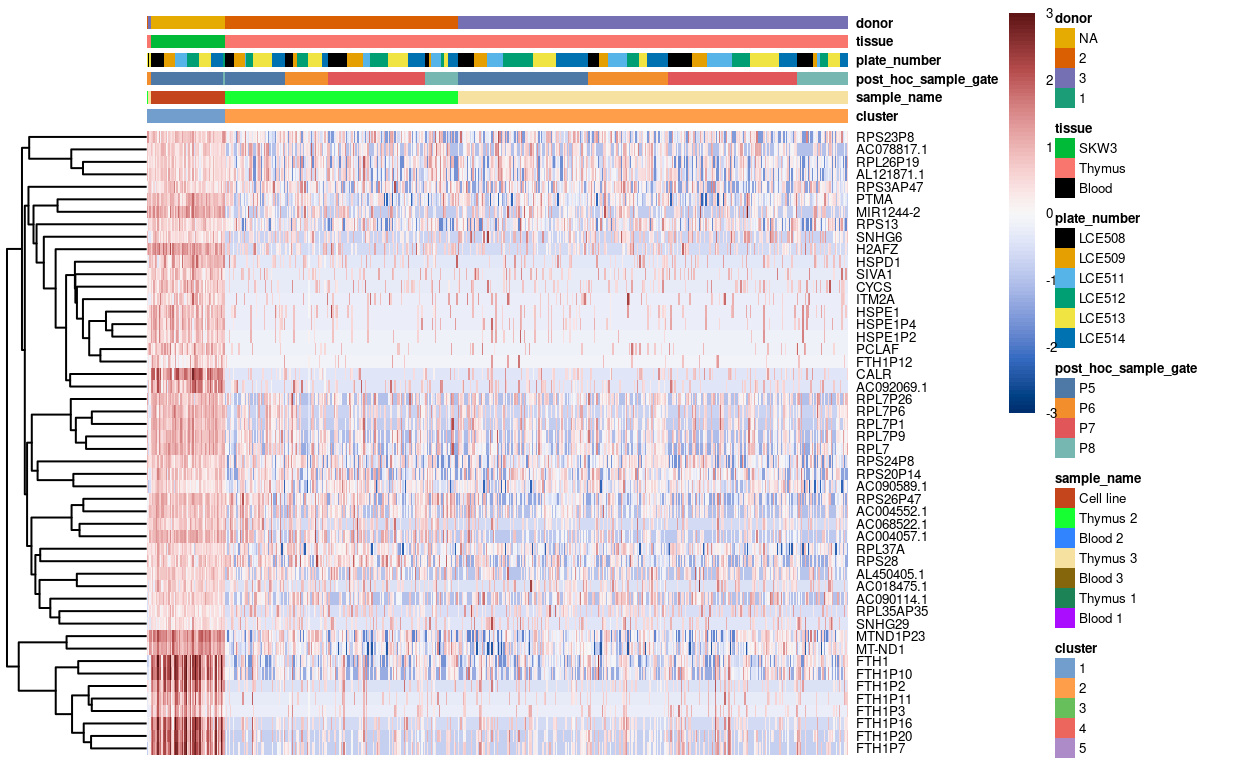 donor
tissue
plate_number
post_hoc_sample_gate
sample_name
cluster
RPS23P8
AC078817.1
RPL26P19
AL121871.1
RPS3AP47
PTMA
MIR1244-2
RPS13
SNHG6
H2AFZ
HSPD1
SIVA1
CYCS
ITM2A
HSPE1
HSPE1P4
HSPE1P2
PCLAF
FTH1P12
CALR
AC092069.1
RPL7P26
RPL7P6
RPL7P1
RPL7P9
RPL7
RPS24P8
RPS20P14
AC090589.1
RPS26P47
AC004552.1
AC068522.1
AC004057.1
RPL37A
RPS28
AL450405.1
AC018475.1
AC090114.1
RPL35AP35
SNHG29
MTND1P23
MT-ND1
FTH1
FTH1P10
FTH1P2
FTH1P11
FTH1P3
FTH1P16
FTH1P20
FTH1P7
3
2
1
0
-1
-2
-3
donor
NA
2
3
1
tissue
SKW3
Thymus
Blood
plate_number
LCE508
LCE509
LCE511
LCE512
LCE513
LCE514
post_hoc_sample_gate
P5
P6
P7
P8
sample_name
Cell line
Thymus 2
Blood 2
Thymus 3
Blood 3
Thymus 1
Blood 1
cluster
1
2
3
4
5